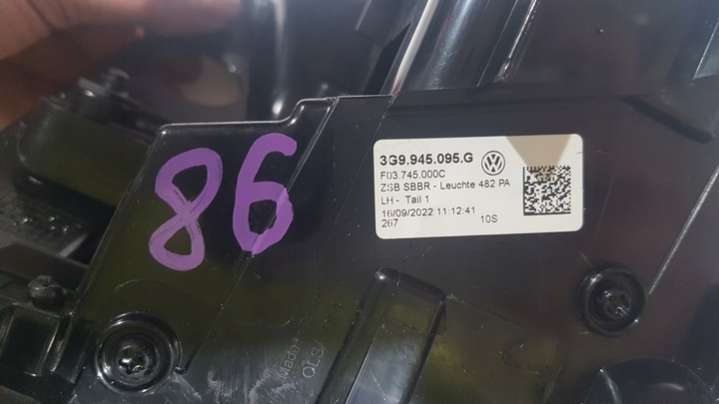 86
3G9.945.095.G
F03.745.000C
ZSB SBBR - Leuchte 482 PA
LH - Tail 1
16/09/2022 11:12:41
267 10S